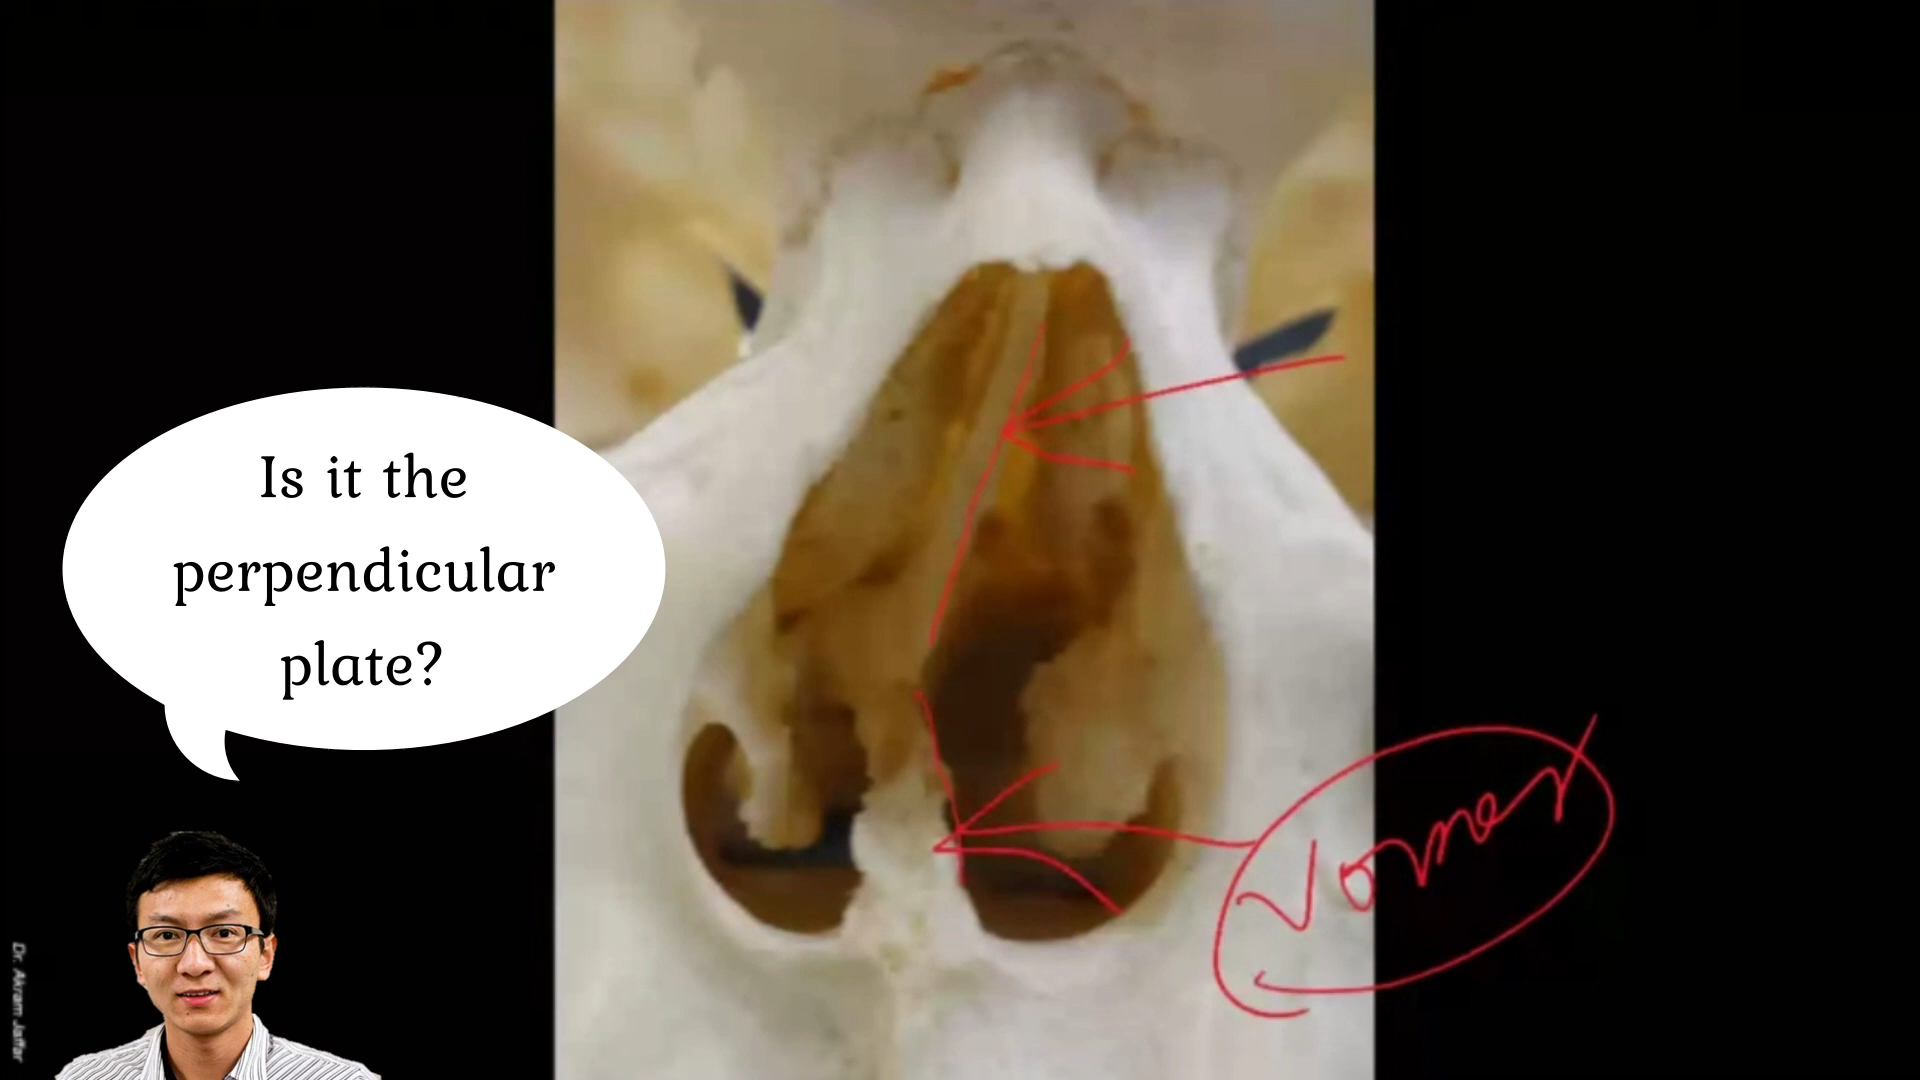 Is it the
perpendicular
plate?
Vomer
Dr. Akram Jaffar